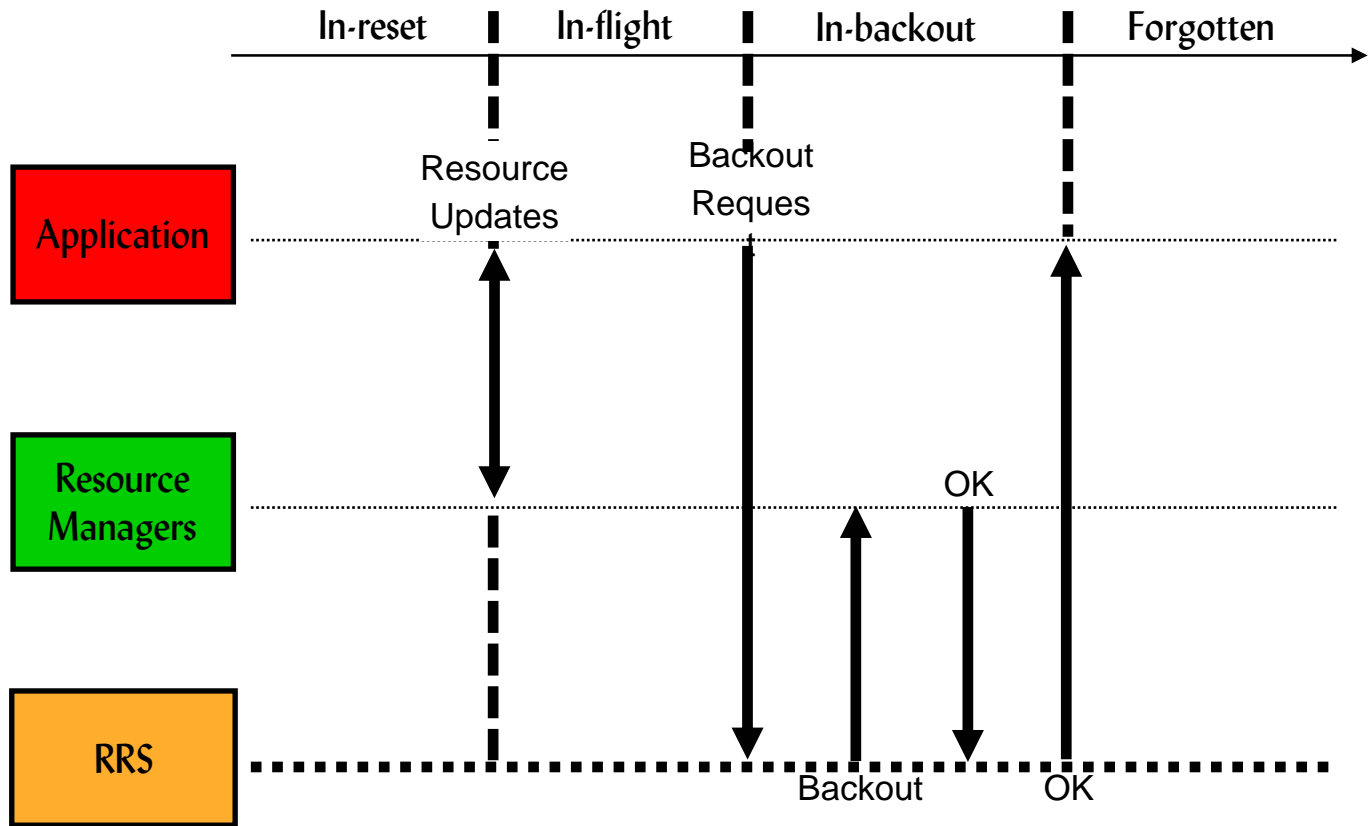 In-reset
In-flight
In-backout
Forgotten
Resource
Updates
Backout
Reques
t
Application
Resource
Managers
OK
RRS
Backout
OK